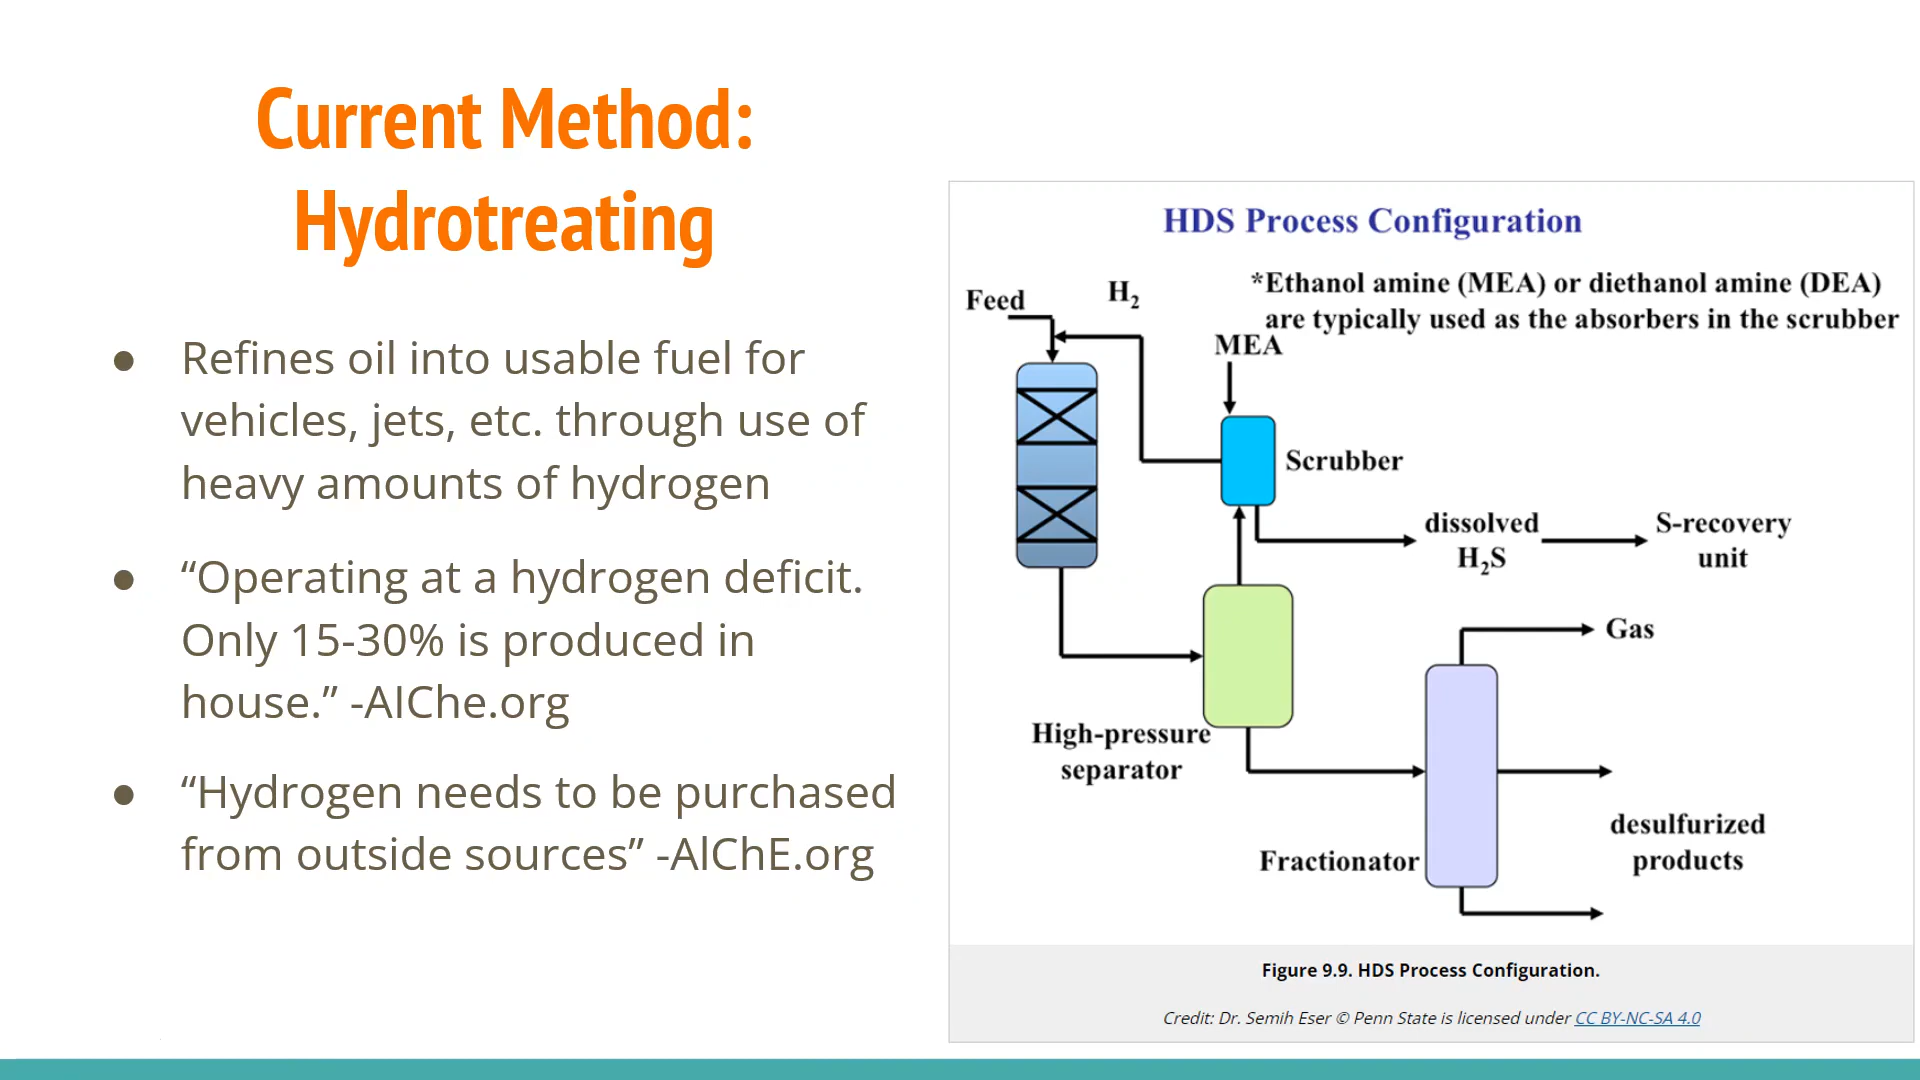 Current Method:
Hydrotreating
● Refines oil into usable fuel for
vehicles, jets, etc. through use of
heavy amounts of hydrogen
● “Operating at a hydrogen deficit.
Only 15-30% is produced in
house.” -AIChe.org
● “Hydrogen needs to be purchased
from outside sources” -AlChE.org
HDS Process Configuration
*Ethanol amine (MEA) or diethanol amine (DEA)
are typically used as the absorbers in the scrubber
Feed
H₂
MEA
Scrubber
dissolved
H₂S
S-recovery
unit
Gas
High-pressure
separator
Fractionator
desulfurized
products
Figure 9.9. HDS Process Configuration.
Credit: Dr. Semih Eser © Penn State is licensed under CC BY-NC-SA 4.0